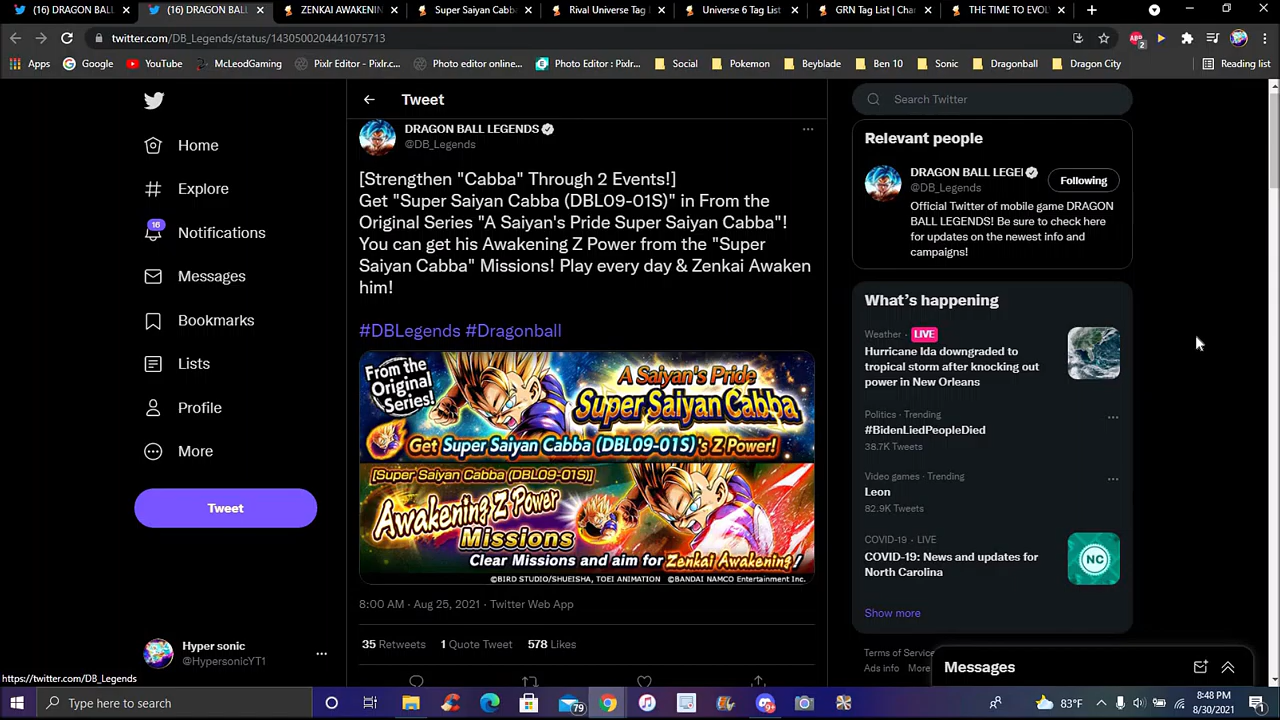 (16) DRAGON BALL
(16) DRAGON BALL
ZENKAI AWAKENIN
Super Saiyan Cabba
Rival Universe Tag
Universe 6 Tag List
GRN Tag List | Cha
THE TIME TO EVOL
twitter.com/DB_Legends/status/1430500204441075713
2
Apps
Google
YouTube
McLeodGaming
Pixlr Editor - Pixlr.c...
Photo editor online...
Photo Editor : Pixlr...
Social
Pokemon
Beyblade
Ben 10
Sonic
Dragonball
Dragon City
Reading list
Home
Explore
16
Notifications
Messages
Bookmarks
Lists
Profile
More
Tweet
Hyper sonic
@HypersonicYT1
https://twitter.com/DB_Legends
Tweet
DRAGON BALL LEGENDS
@DB_Legends
[Strengthen "Cabba" Through 2 Events!]
Get "Super Saiyan Cabba (DBL09-01S)" in From the
Original Series "A Saiyan's Pride Super Saiyan Cabba"!
You can get his Awakening Z Power from the "Super
Saiyan Cabba" Missions! Play every day & Zenkai Awaken
him!
#DBLegends #Dragonball
From the
Original
Series!
A Saiyan's Pride
Super Saiyan Cabba
Get Super Saiyan Cabba (DBL09-01S)'s Z Power!
[Super Saiyan Cabba (DBL09-01S)]
Awakening Z Power
Missions
Clear Missions and aim for Zenkai Awakening!
©BIRD STUDIO/SHUEISHA, TOEI ANIMATION ©BANDAI NAMCO Entertainment Inc.
8:00 AM · Aug 25, 2021 · Twitter Web App
35 Retweets 1 Quote Tweet 578 Likes
Search Twitter
Relevant people
DRAGON BALL LEGEI
@DB_Legends
Following
Official Twitter of mobile game DRAGON
BALL LEGENDS! Be sure to check here
for updates on the newest info and
campaigns!
What's happening
Weather · LIVE
Hurricane Ida downgraded to
tropical storm after knocking out
power in New Orleans
Politics · Trending
#BidenLiedPeopleDied
38.7K Tweets
Video games · Trending
Leon
82.9K Tweets
COVID-19 · LIVE
COVID-19: News and updates for
North Carolina
NC
Show more
Terms of Service
Ads info More
Messages
Type here to search
79
83°F
8:48 PM
8/30/2021